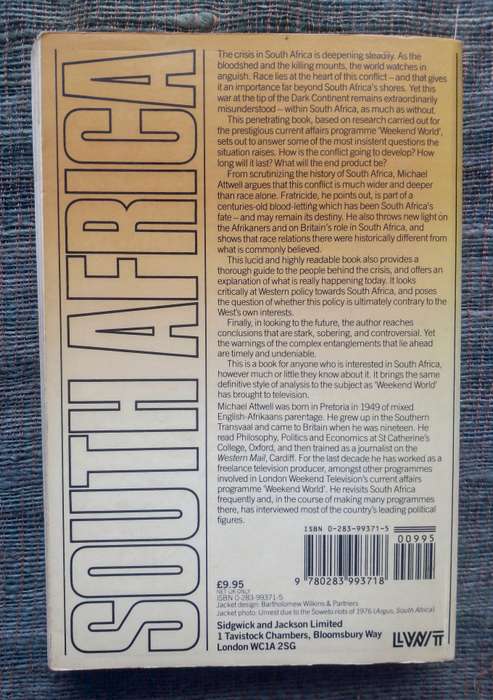 SOUTH AFRICA
The crisis in South Africa is deepening steadily. As the
bloodshed and the killing mounts, the world watches in
anguish. Race lies at the heart of this conflict – and that gives
it an importance far beyond South Africa's shores. Yet this
war at the tip of the Dark Continent remains extraordinarily
misunderstood – within South Africa, as much as without.
This penetrating book, based on research carried out for
the prestigious current affairs programme 'Weekend World',
sets out to answer some of the most insistent questions the
situation raises. How is the conflict going to develop? How
long will it last? What will the end product be?
From scrutinizing the history of South Africa, Michael
Attwell argues that this conflict is much wider and deeper
than race alone. Fratricide, he points out, is part of a
centuries-old blood-letting which has been South Africa's
fate – and may remain its destiny. He also throws new light on
the Afrikaners and on Britain's role in South Africa, and
shows that race relations there were historically different from
what is commonly believed.
This lucid and highly readable book also provides a
thorough guide to the people behind the crisis, and offers an
explanation of what is really happening today. It looks
critically at Western policy towards South Africa, and poses
the question of whether this policy is ultimately contrary to the
West's own interests.
Finally, in looking to the future, the author reaches
conclusions that are stark, sobering, and controversial. Yet
the warnings of the complex entanglements that lie ahead
are timely and undeniable.
This is a book for anyone who is interested in South Africa,
however much or little they know about it. It brings the same
definitive style of analysis to the subject as 'Weekend World'
has brought to television.
Michael Attwell was born in Pretoria in 1949 of mixed
English-Afrikaans parentage. He grew up in the Southern
Transvaal and came to Britain when he was nineteen. He
read Philosophy, Politics and Economics at St Catherine's
College, Oxford, and then trained as a journalist on the
Western Mail, Cardiff. For the last decade he has worked as a
freelance television producer, amongst other programmes
involved in London Weekend Television's current affairs
programme 'Weekend World'. He revisits South Africa
frequently and, in the course of making many programmes
there, has interviewed most of the country's leading political
figures.
ISBN 0-283-99371-5
00995
9 780283 993718
£9.95
NET UK ONLY
ISBN 0-283-99371-5
Jacket design: Bartholomew Wilkins & Partners
Jacket photo: Unrest due to the Soweto riots of 1976 (Argus, South Africa)
Sidgwick and Jackson Limited
1 Tavistock Chambers, Bloomsbury Way
London WC1A 2SG
LWT